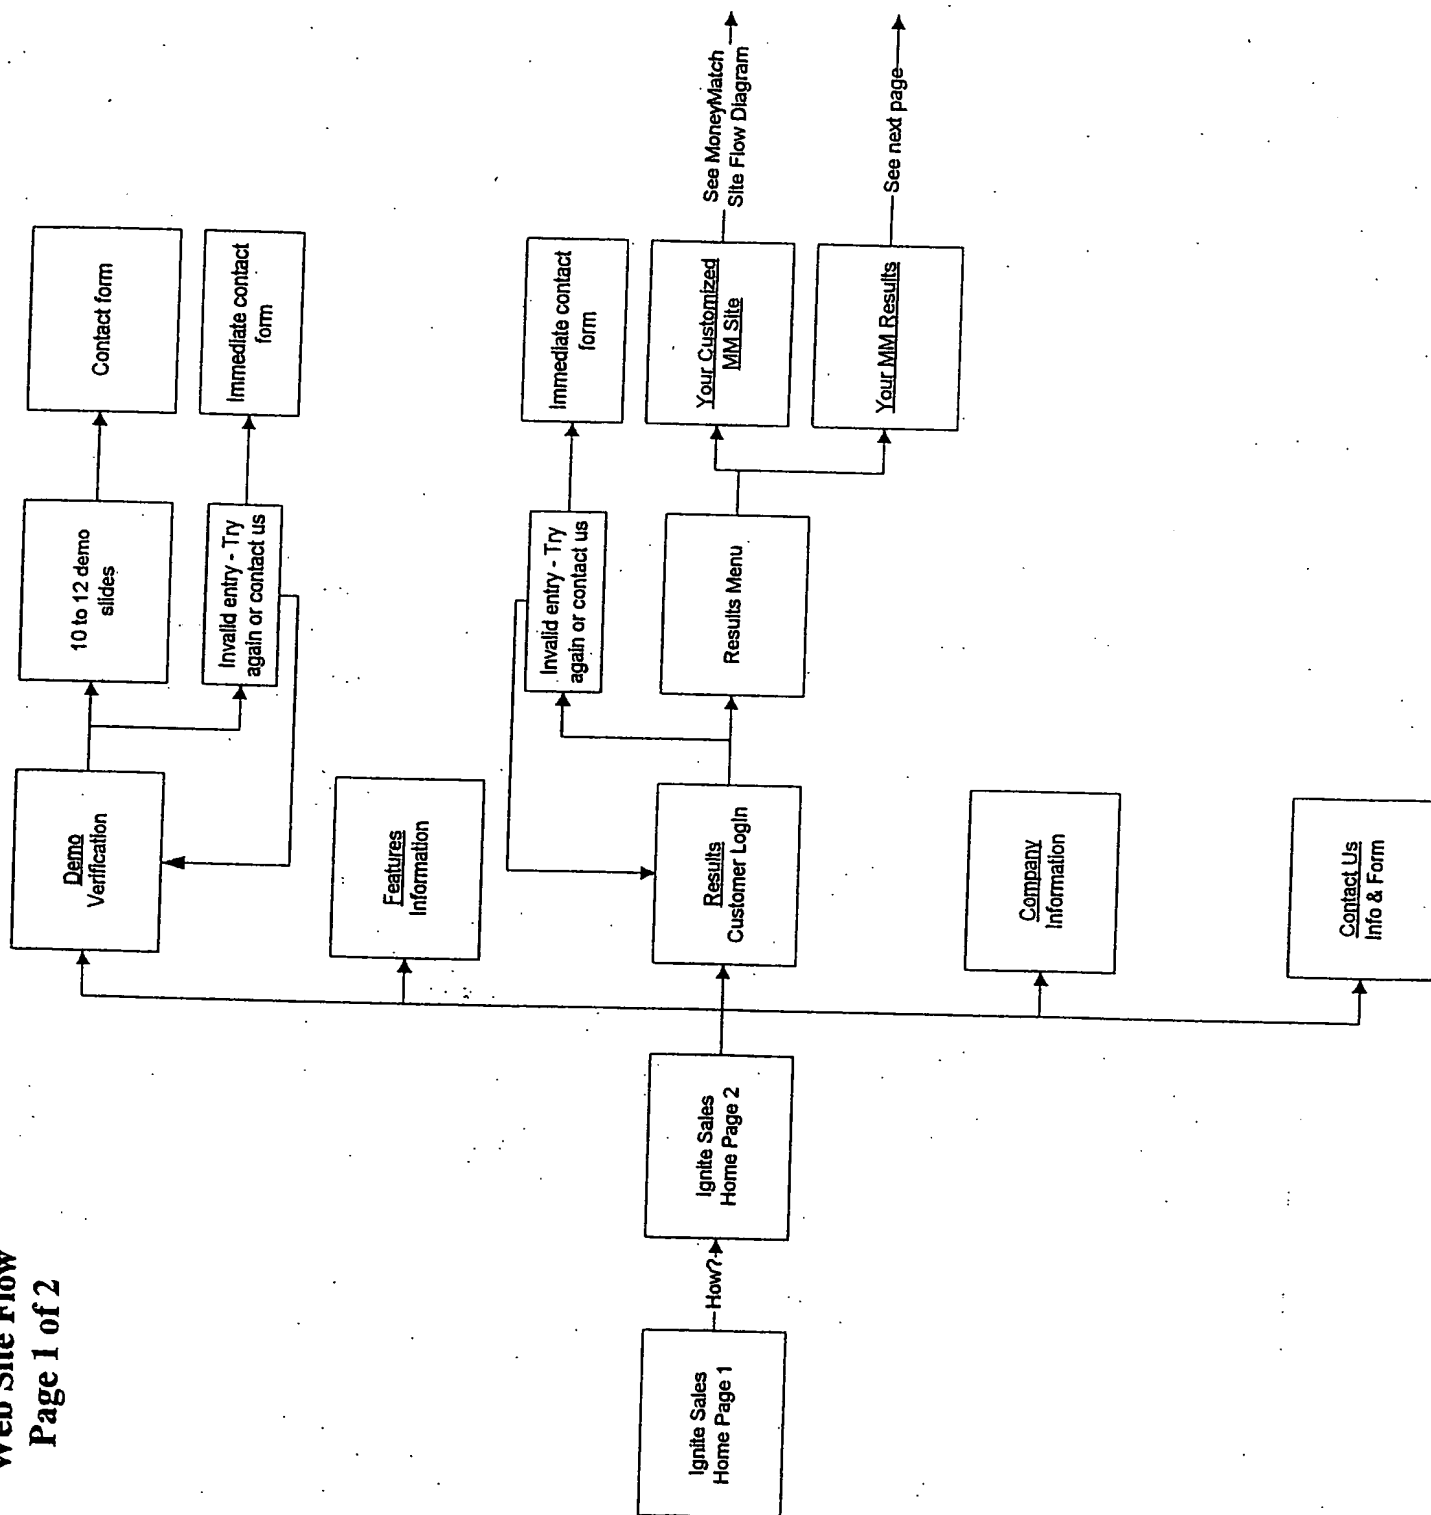 Web Site Flow
Page 1 of 2
Ignite Sales
Home Page 1
How?
Ignite Sales
Home Page 2
Demo
Verification
10 to 12 demo
slides
Contact form
Invalid entry - Try
again or contact us
Immediate contact
form
Features
Information
Results
Customer LogIn
Invalid entry - Try
again or contact us
Immediate contact
form
Results Menu
Your Customized
MM Site
See MoneyMatch
Site Flow Diagram
Your MM Results
See next page
Company
Information
Contact Us
Info & Form